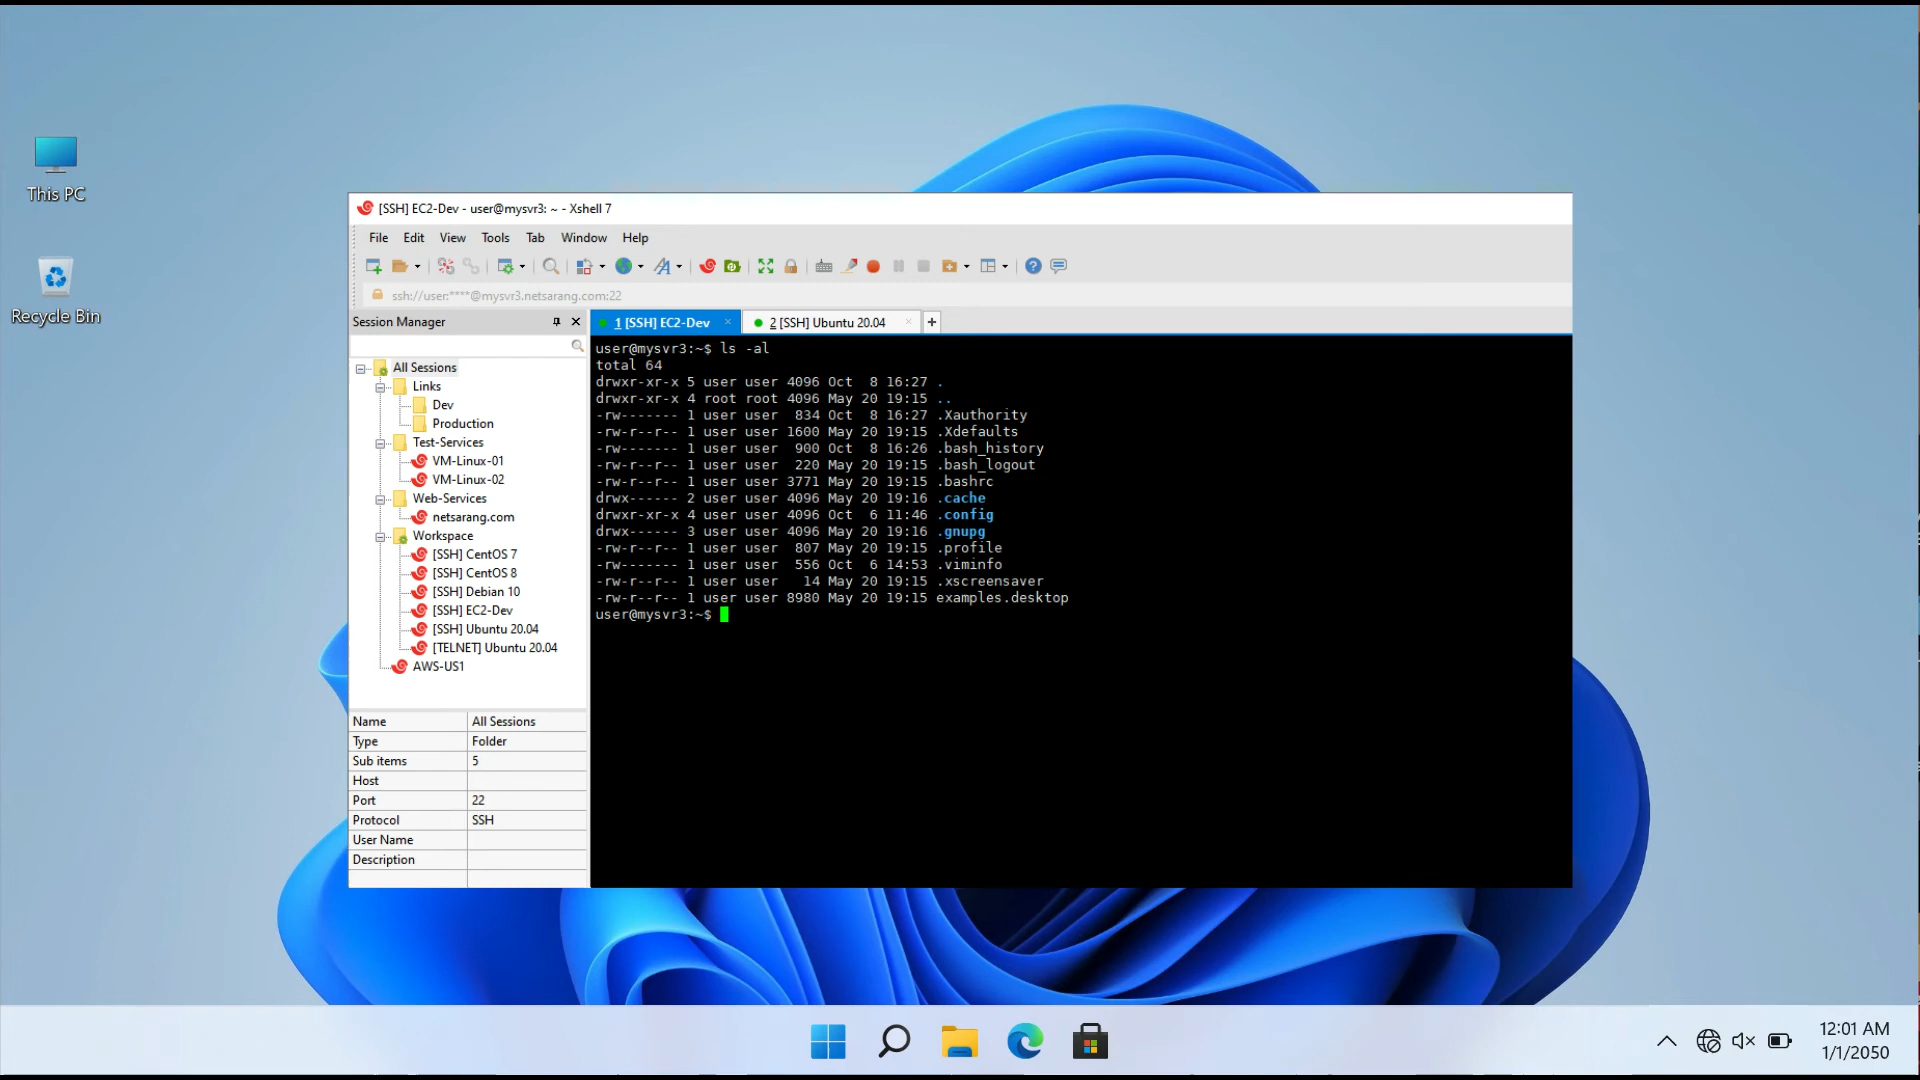 This PC
Recycle Bin
[SSH] EC2-Dev - user@mysvr3: ~ - Xshell 7
File Edit View Tools Tab Window Help
ssh://user:****@mysvr3.netsarang.com:22
Session Manager
1 [SSH] EC2-Dev
2 [SSH] Ubuntu 20.04
All Sessions
Links
Dev
Production
Test-Services
VM-Linux-01
VM-Linux-02
Web-Services
netsarang.com
Workspace
[SSH] CentOS 7
[SSH] CentOS 8
[SSH] Debian 10
[SSH] EC2-Dev
[SSH] Ubuntu 20.04
[TELNET] Ubuntu 20.04
AWS-US1
Name All Sessions
Type Folder
Sub items 5
Host
Port 22
Protocol SSH
User Name
Description
user@mysvr3:~$ ls -al
total 64
drwxr-xr-x 5 user user 4096 Oct  8 16:27 .
drwxr-xr-x 4 root root 4096 May 20 19:15 ..
-rw------- 1 user user  834 Oct  8 16:27 .Xauthority
-rw-r--r-- 1 user user 1600 May 20 19:15 .Xdefaults
-rw------- 1 user user  900 Oct  8 16:26 .bash_history
-rw-r--r-- 1 user user  220 May 20 19:15 .bash_logout
-rw-r--r-- 1 user user 3771 May 20 19:15 .bashrc
drwx------ 2 user user 4096 May 20 19:16 .cache
drwxr-xr-x 4 user user 4096 Oct  6 11:46 .config
drwx------ 3 user user 4096 May 20 19:16 .gnupg
-rw-r--r-- 1 user user  807 May 20 19:15 .profile
-rw------- 1 user user  556 Oct  6 14:53 .viminfo
-rw-r--r-- 1 user user   14 May 20 19:15 .xscreensaver
-rw-r--r-- 1 user user 8980 May 20 19:15 examples.desktop
user@mysvr3:~$
12:01 AM
1/1/2050